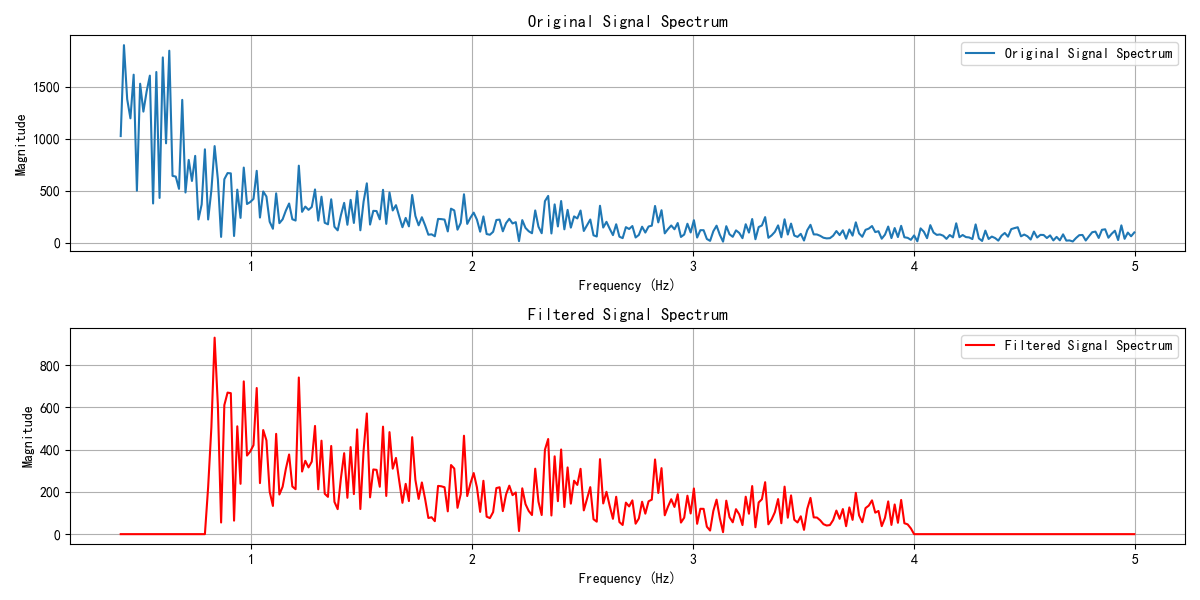 Original Signal Spectrum
Original Signal Spectrum
Magnitude
1500
1000
500
0
1 2 3 4 5
Frequency (Hz)
Filtered Signal Spectrum
Filtered Signal Spectrum
Magnitude
800
600
400
200
0
1 2 3 4 5
Frequency (Hz)